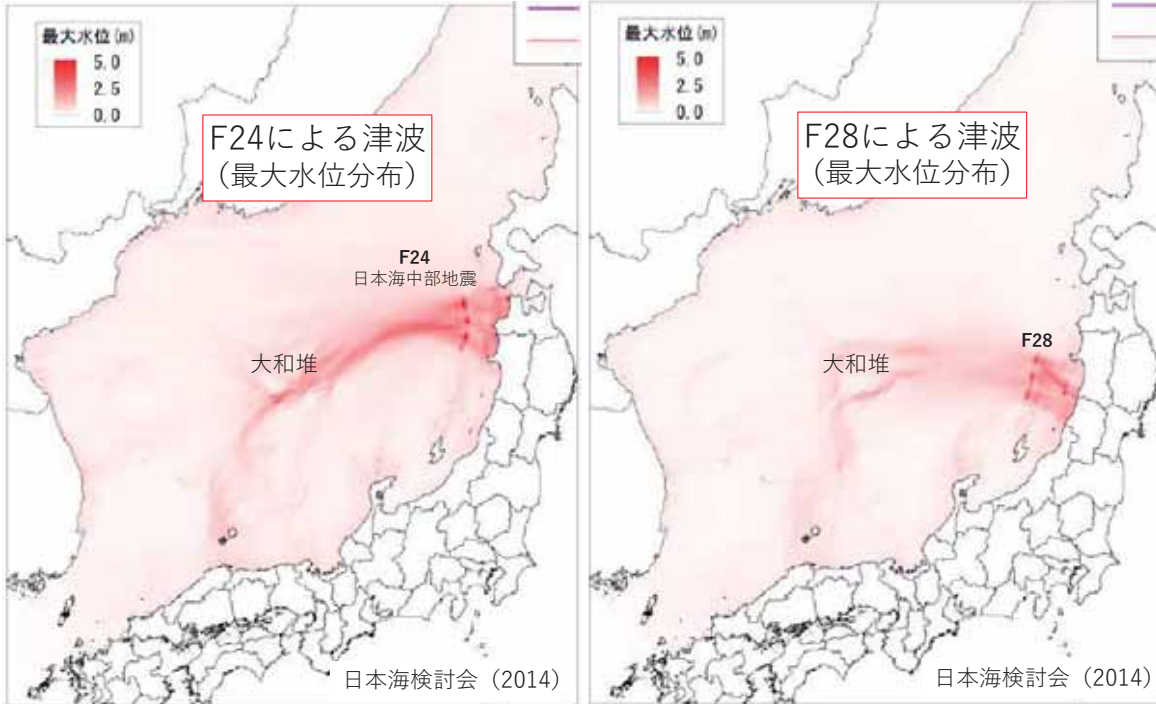 最大水位(m)
5.0
2.5
0.0
F24による津波
（最大水位分布）
F24
日本海中部地震
大和堆
日本海検討会（2014）
最大水位(m)
5.0
2.5
0.0
F28による津波
（最大水位分布）
F28
大和堆
日本海検討会（2014）